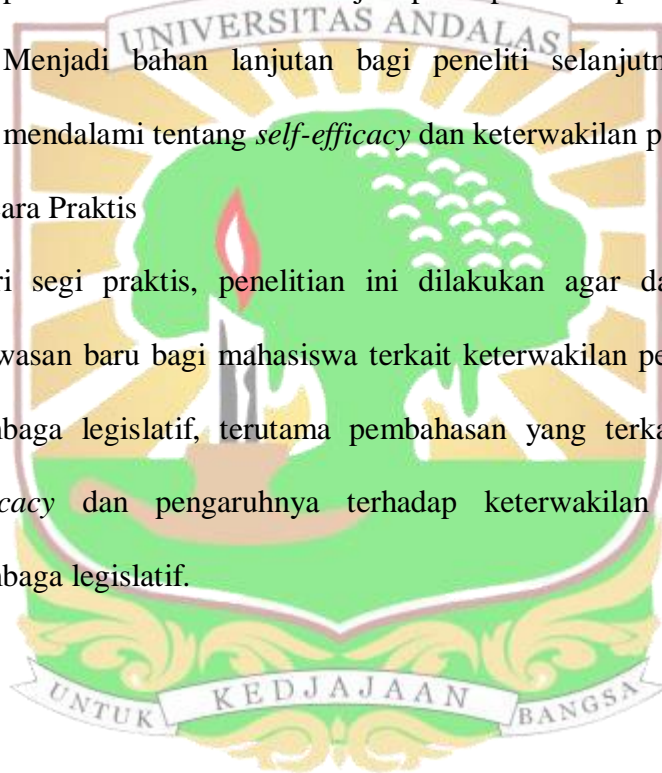 UNIVERSITAS ANDALAS
Menjadi bahan lanjutan bagi peneliti selanjutn
mendalami tentang self-efficacy dan keterwakilan p
ara Praktis
ri segi praktis, penelitian ini dilakukan agar da
wasan baru bagi mahasiswa terkait keterwakilan pe
mbaga legislatif, terutama pembahasan yang terka
cacy dan pengaruhnya terhadap keterwakilan
mbaga legislatif.
UNTUK KEDJAJAAN BANGSA